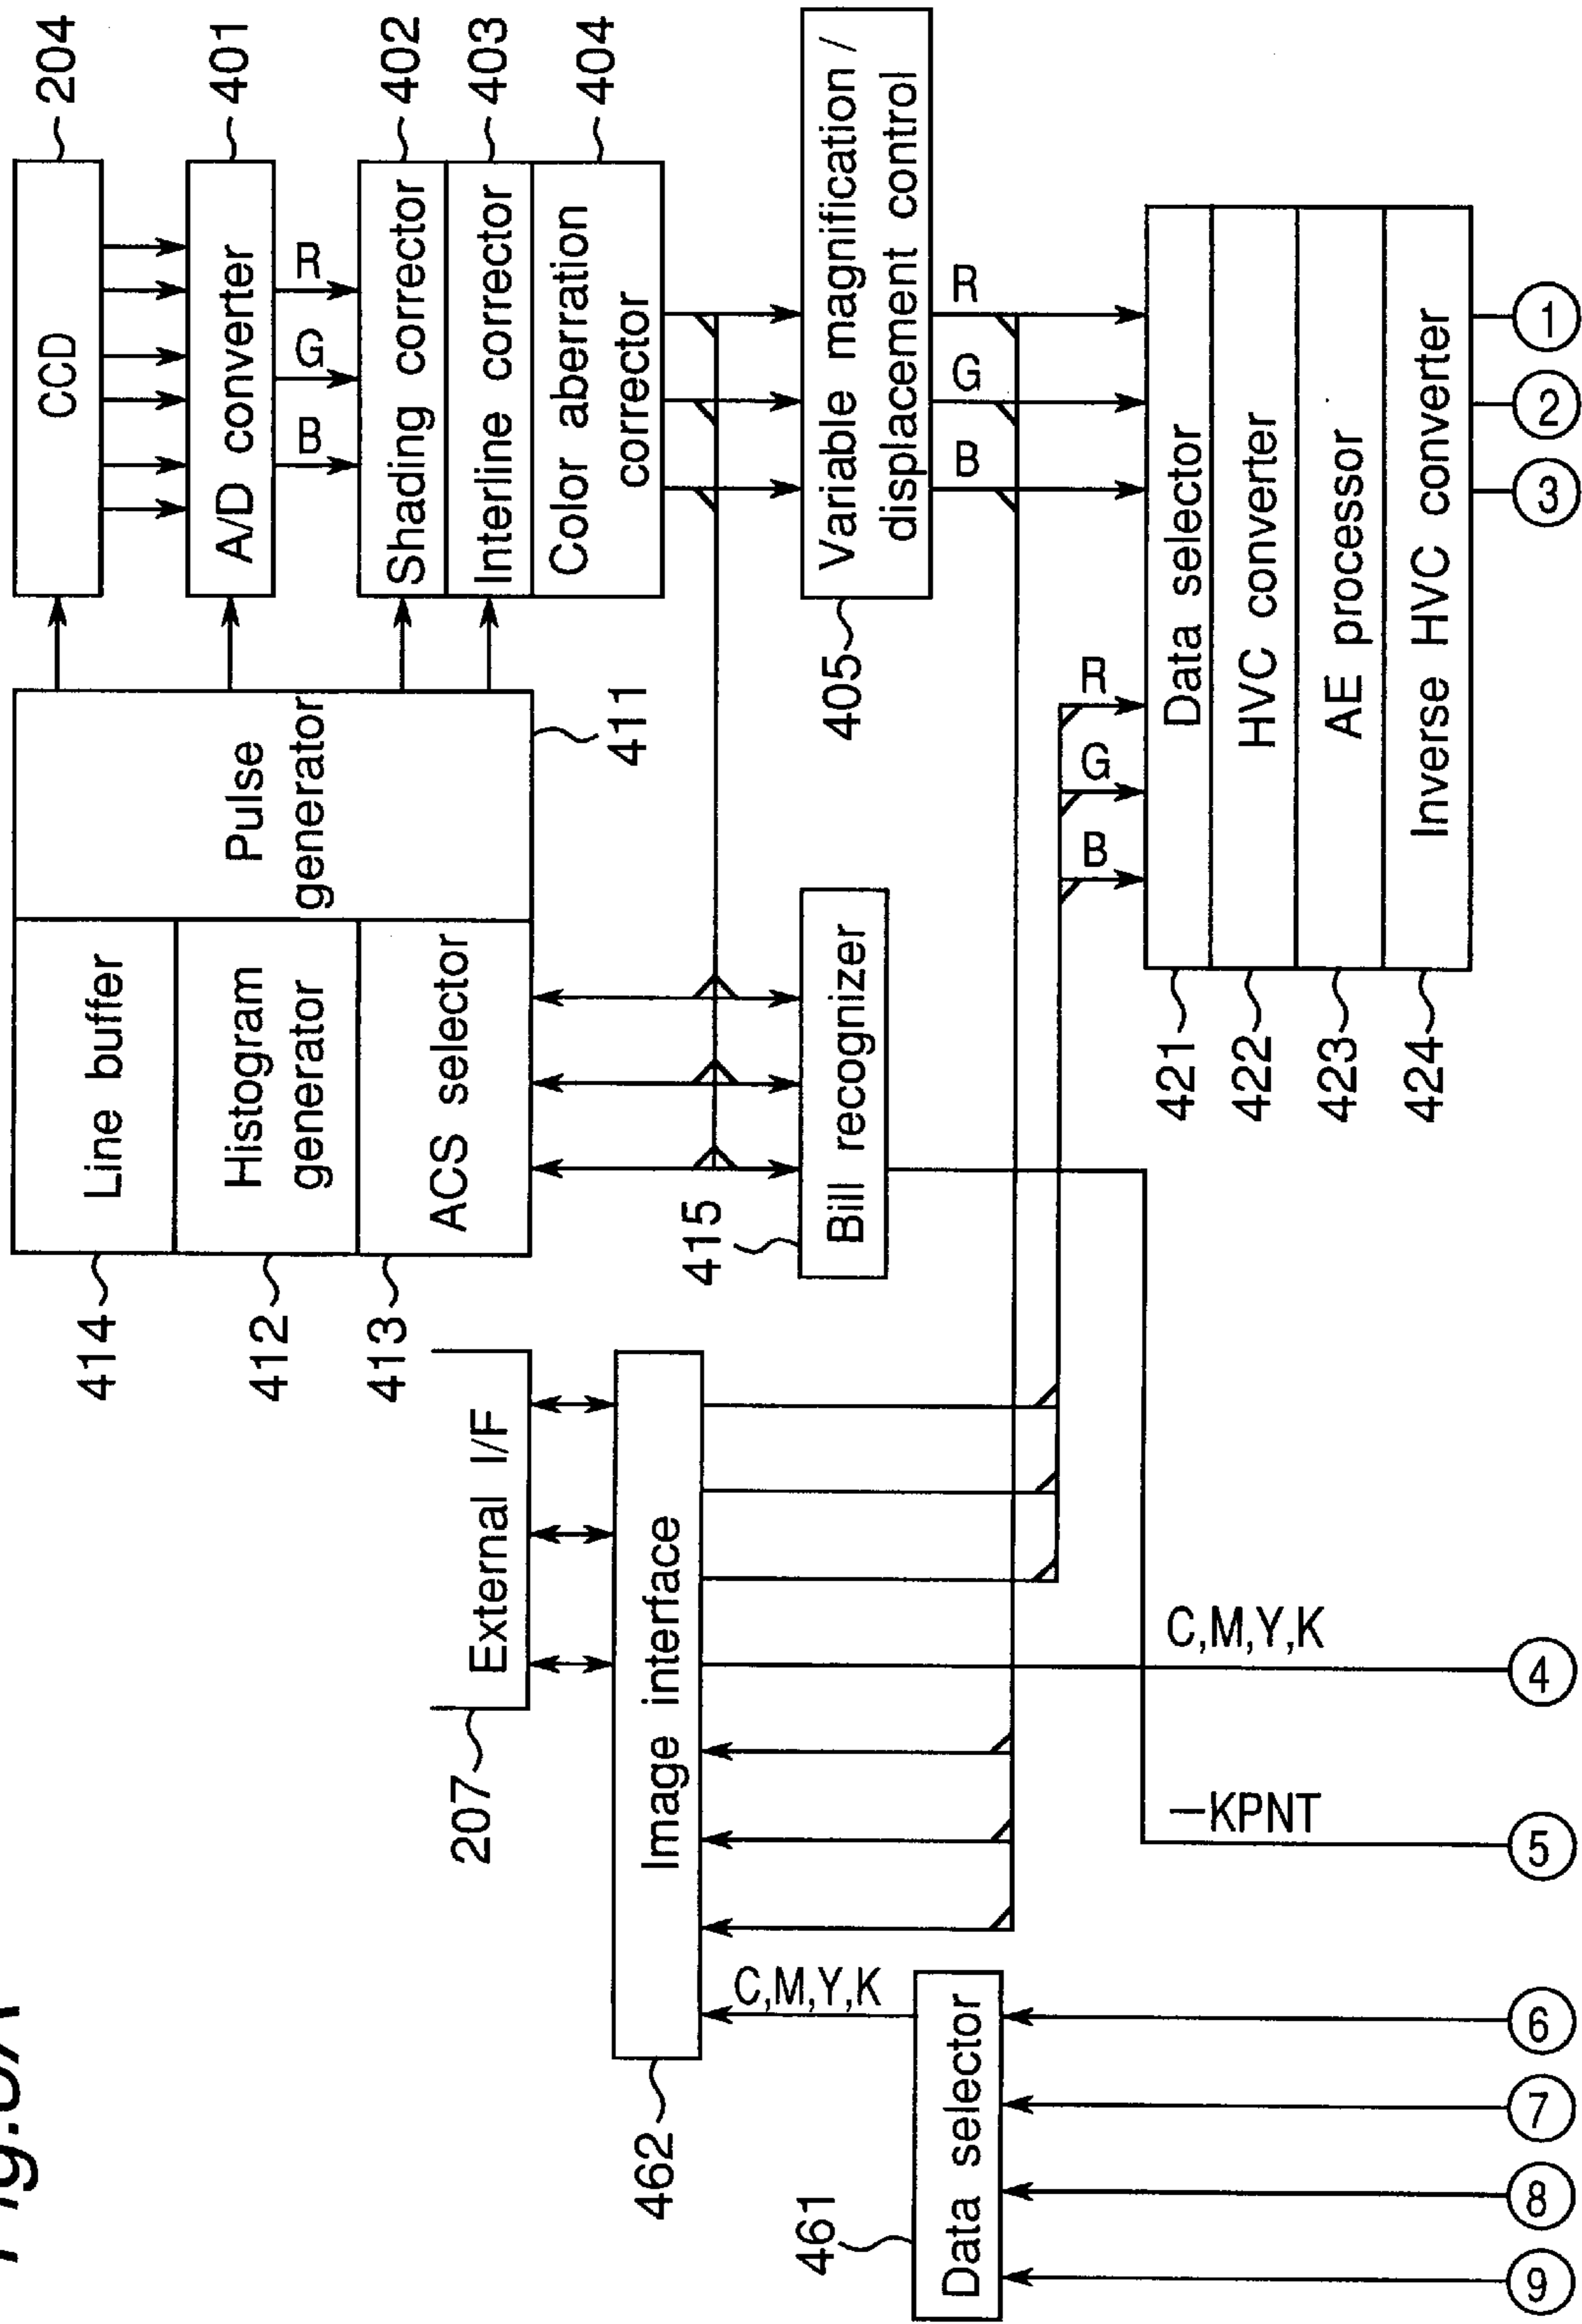 CCD
204
A/D converter
401
R
G
B
Shading corrector
402
Interline corrector
403
Color aberration
corrector
404
Variable magnification /
displacement control
405
R
G
B
Pulse
generator
411
Line buffer
414
Histogram
generator
412
ACS selector
413
Bill recognizer
415
External I/F
207
Image interface
462
R
G
B
Data selector
421
HVC converter
422
AE processor
423
Inverse HVC converter
424
C,M,Y,K
-KPNT
C,M,Y,K
Data selector
461
1
2
3
4
5
6
7
8
9